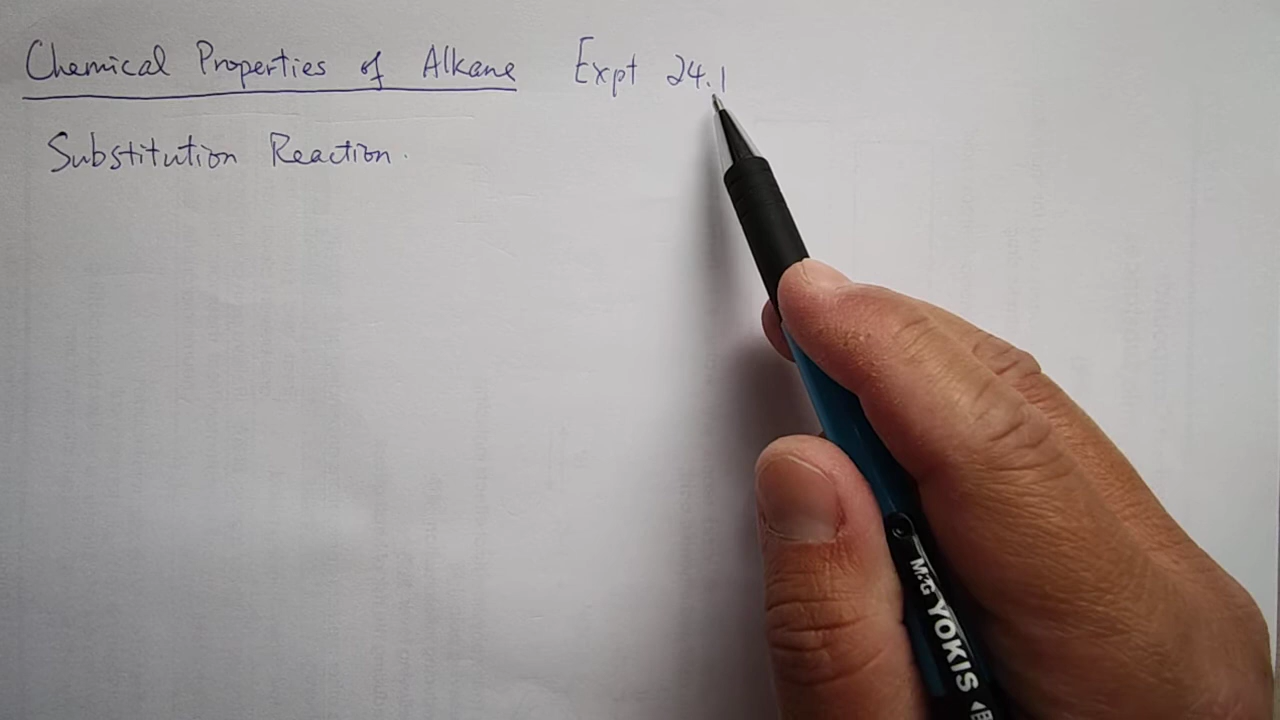 Chemical Properties of Alkane Expt 24.1
Substitution Reaction.
M&G YOKIS